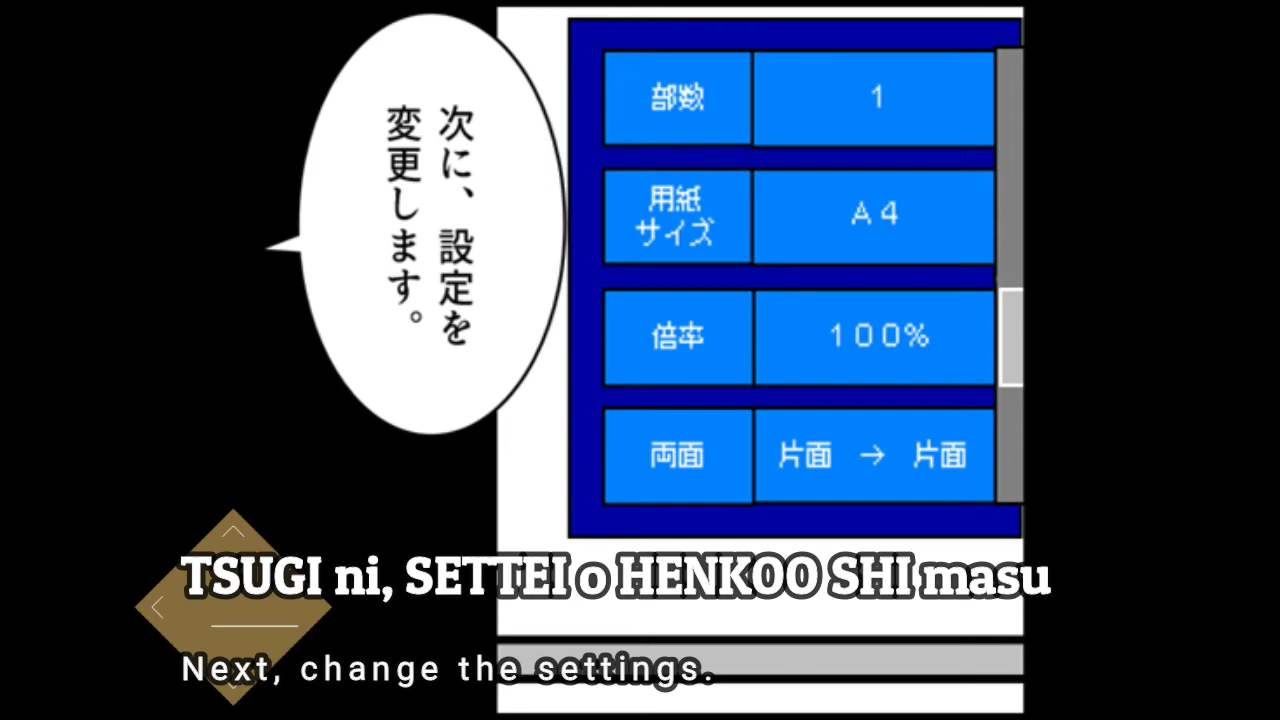 次に、設定を
変更します。
部数 1
用紙
サイズ A4
倍率 100%
両面 片面 → 片面
TSUGI ni, SETTEI o HENKOO SHI masu
Next, change the settings.